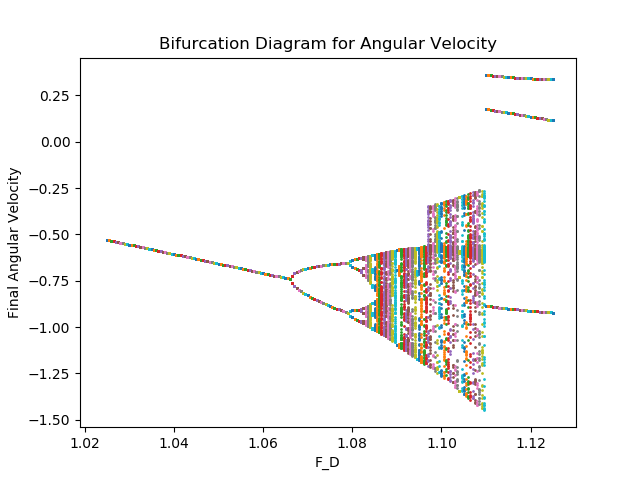 Bifurcation Diagram for Angular Velocity
0.25
0.00
−0.25
−0.50
−0.75
−1.00
−1.25
−1.50
Final Angular Velocity
1.02 1.04 1.06 1.08 1.10 1.12
F_D